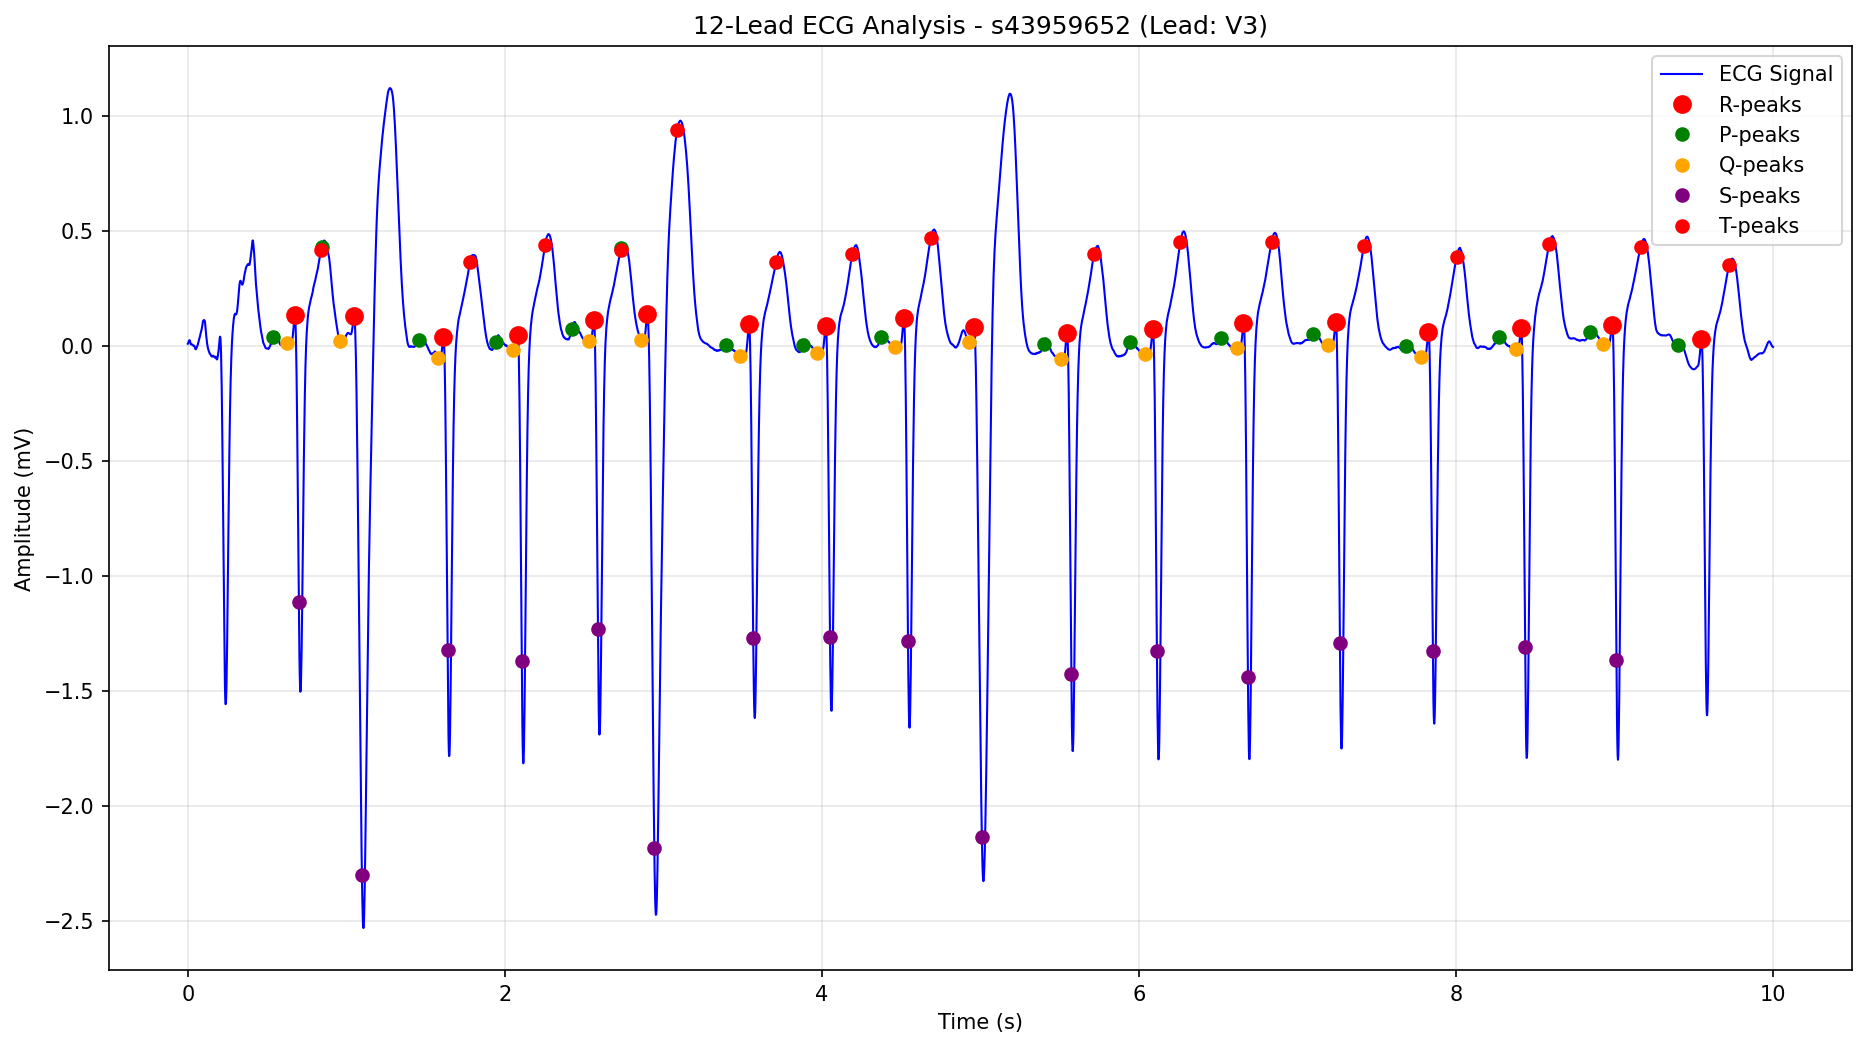 12-Lead ECG Analysis - s43959652 (Lead: V3)
ECG Signal
R-peaks
P-peaks
Q-peaks
S-peaks
T-peaks
Amplitude (mV)
1.0
0.5
0.0
−0.5
−1.0
−1.5
−2.0
−2.5
0 2 4 6 8 10
Time (s)